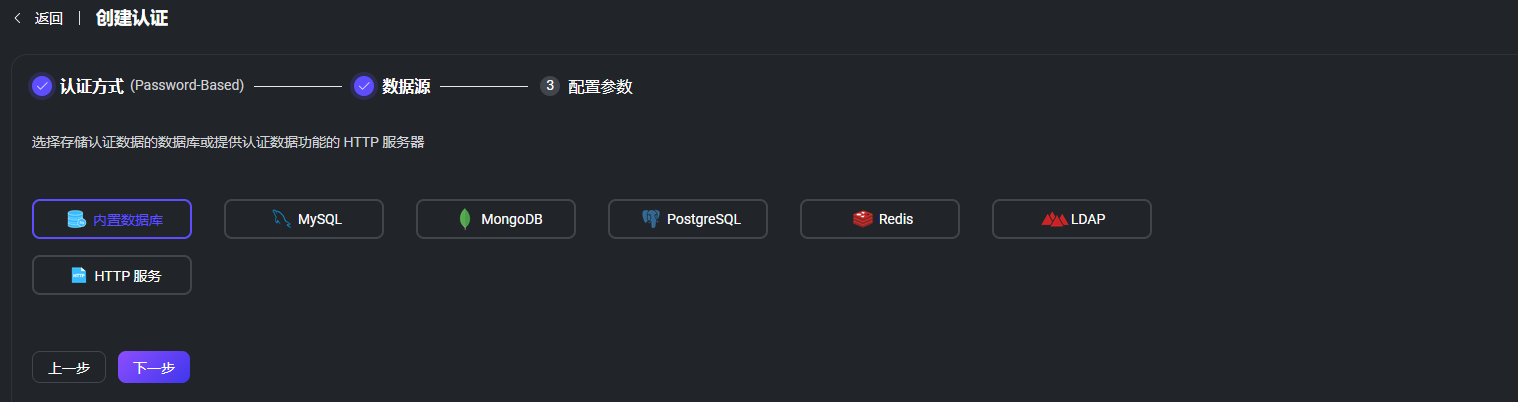 返回 | 创建认证
认证方式 (Password-Based) 数据源 3 配置参数
选择存储认证数据的数据库或提供认证数据功能的 HTTP 服务器
内置数据库 MySQL MongoDB PostgreSQL Redis LDAP
HTTP 服务
上一步 下一步